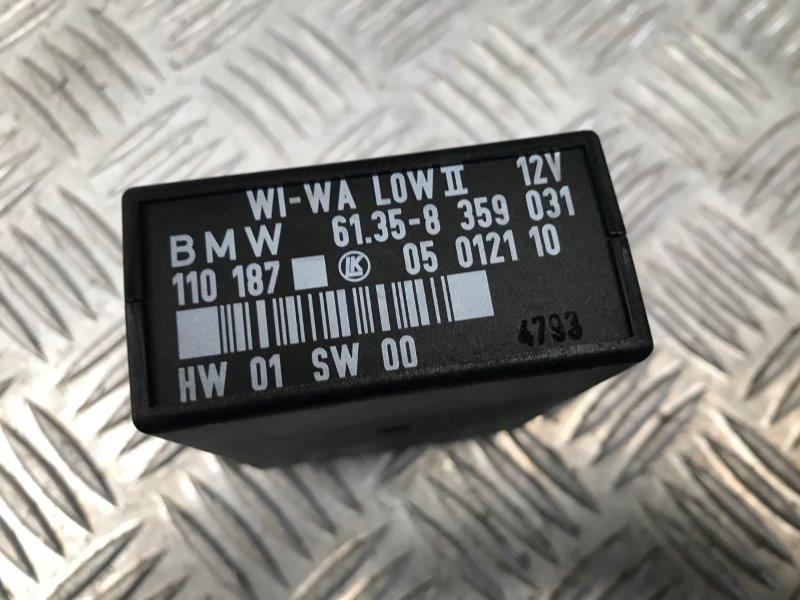 WI-WA LOW II 12V
BMW 61.35-8 359 031
110 187 LK 05 0121 10
4793
HW 01 SW 00